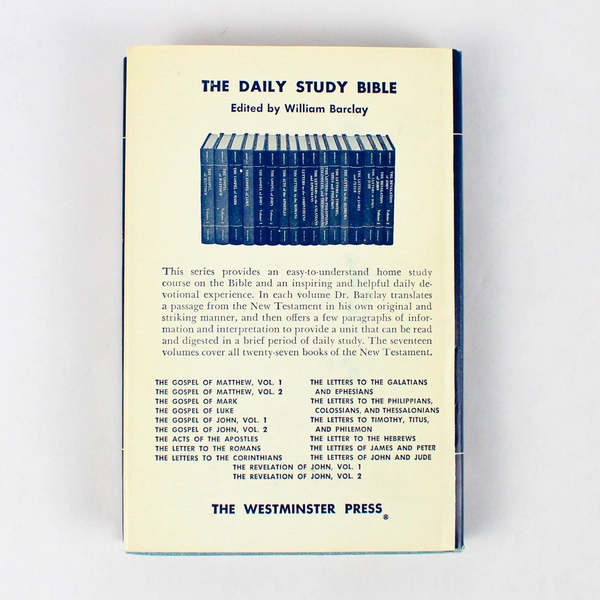 THE DAILY STUDY BIBLE
Edited by William Barclay
This series provides an easy-to-understand home study
course on the Bible and an inspiring and helpful daily de-
votional experience. In each volume Dr. Barclay translates
a passage from the New Testament in his own original and
striking manner, and then offers a few paragraphs of infor-
mation and interpretation to provide a unit that can be read
and digested in a brief period of daily study. The seventeen
volumes cover all twenty-seven books of the New Testament.
THE GOSPEL OF MATTHEW, VOL. 1
THE GOSPEL OF MATTHEW, VOL. 2
THE GOSPEL OF MARK
THE GOSPEL OF LUKE
THE GOSPEL OF JOHN, VOL. 1
THE GOSPEL OF JOHN, VOL. 2
THE ACTS OF THE APOSTLES
THE LETTER TO THE ROMANS
THE LETTERS TO THE CORINTHIANS
THE LETTERS TO THE GALATIANS
AND EPHESIANS
THE LETTERS TO THE PHILIPPIANS,
COLOSSIANS, AND THESSALONIANS
THE LETTERS TO TIMOTHY, TITUS,
AND PHILEMON
THE LETTER TO THE HEBREWS
THE LETTERS OF JAMES AND PETER
THE LETTERS OF JOHN AND JUDE
THE REVELATION OF JOHN, VOL. 1
THE REVELATION OF JOHN, VOL. 2
THE WESTMINSTER PRESS®